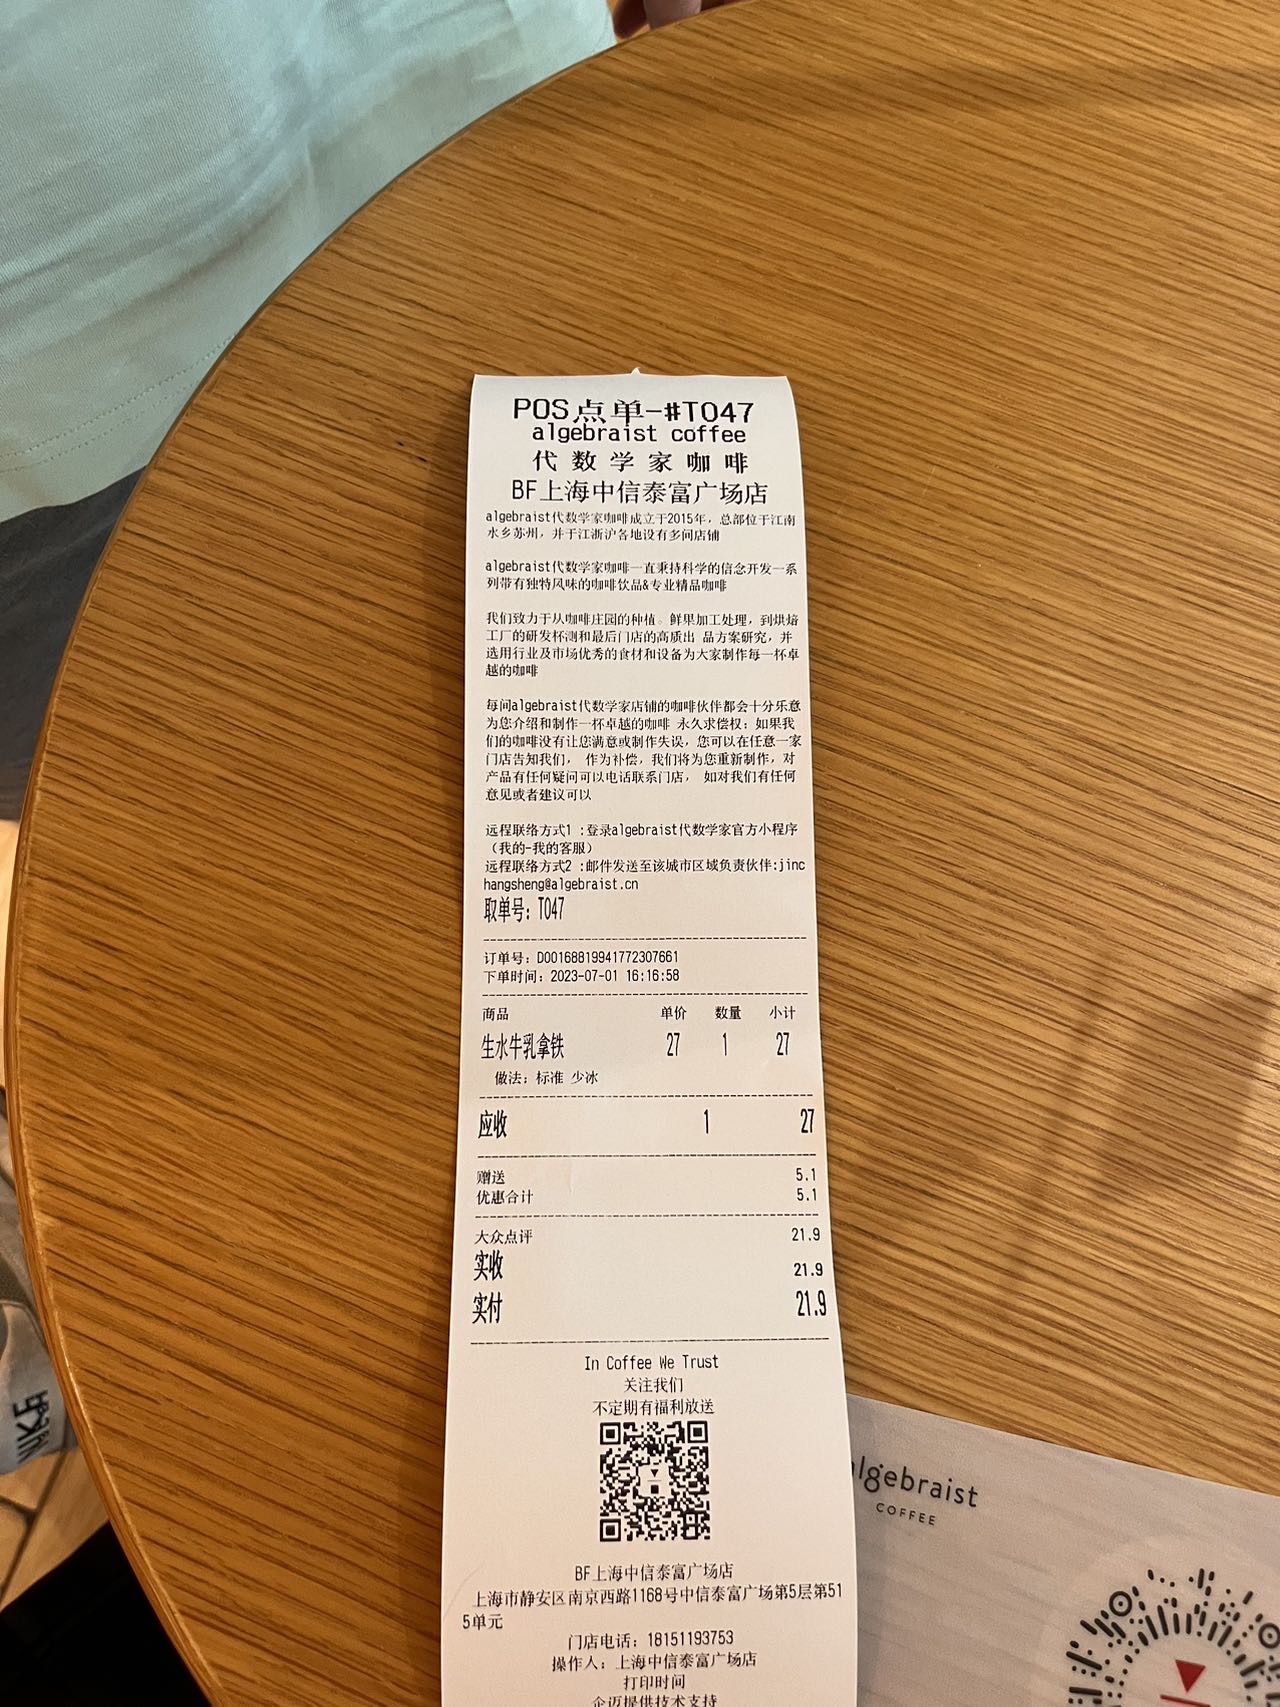 POS点单-#T047
algebraist coffee
代数学家咖啡
BF上海中信泰富广场店
algebraist代数学家咖啡成立于2015年，总部位于江南
水乡苏州，并于江浙沪各地设有多间店铺
algebraist代数学家咖啡一直秉持科学的信念开发一系
列带有独特风味的咖啡饮品&专业精品咖啡
我们致力于从咖啡庄园的种植。鲜果加工处理，到烘焙
工厂的研发杯测和最后门店的高质出 品方案研究，并
选用行业及市场优秀的食材和设备为大家制作每一杯卓
越的咖啡
每间algebraist代数学家店铺的咖啡伙伴都会十分乐意
为您介绍和制作一杯卓越的咖啡 永久求偿权：如果我
们的咖啡没有让您满意或制作失误，您可以在任意一家
门店告知我们， 作为补偿，我们将为您重新制作，对
产品有任何疑问可以电话联系门店， 如对我们有任何
意见或者建议可以
远程联络方式1 :登录algebraist代数学家官方小程序
（我的-我的客服）
远程联络方式2 :邮件发送至该城市区域负责伙伴:jinc
hangsheng@algebraist.cn
取单号：T047
订单号：D00168819941772307661
下单时间：2023-07-01 16:16:58
商品 单价 数量 小计
生水牛乳拿铁 27 1 27
做法：标准 少冰
应收 1 27
赠送 5.1
优惠合计 5.1
大众点评 21.9
实收 21.9
实付 21.9
In Coffee We Trust
关注我们
不定期有福利放送
BF上海中信泰富广场店
上海市静安区南京西路1168号中信泰富广场第5层第51
5单元
门店电话：18151193753
操作人：上海中信泰富广场店
打印时间
企迈提供技术支持
algebraist
COFFEE